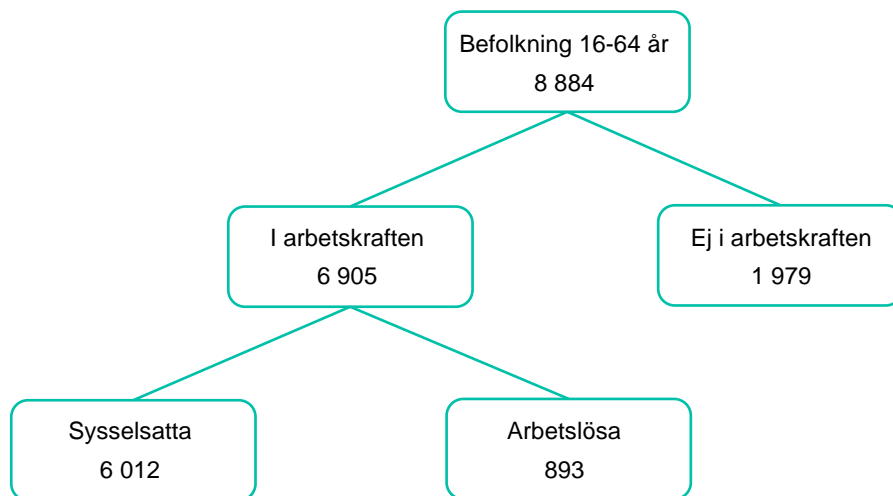 Befolkning 16-64 år
8 884
I arbetskraften
6 905
Ej i arbetskraften
1 979
Sysselsatta
6 012
Arbetslösa
893